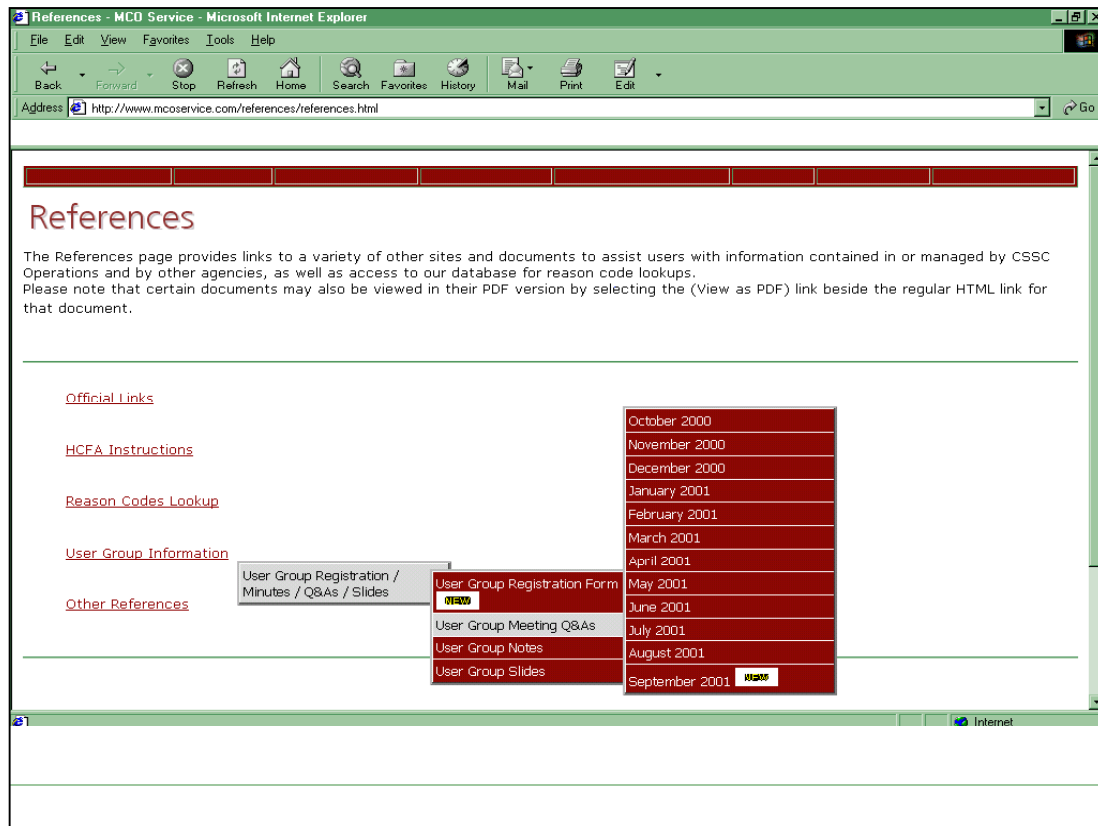 References - MCO Service - Microsoft Internet Explorer
File Edit View Favorites Tools Help
Back Forward Stop Refresh Home Search Favorites History Mail Print Edit
Address http://www.mcoservice.com/references/references.html Go
References
The References page provides links to a variety of other sites and documents to assist users with information contained in or managed by CSSC
Operations and by other agencies, as well as access to our database for reason code lookups.
Please note that certain documents may also be viewed in their PDF version by selecting the (View as PDF) link beside the regular HTML link for
that document.
Official Links
HCFA Instructions
Reason Codes Lookup
User Group Information
Other References
User Group Registration /
Minutes / Q&As / Slides
User Group Registration Form
NEW
User Group Meeting Q&As
User Group Notes
User Group Slides
October 2000
November 2000
December 2000
January 2001
February 2001
March 2001
April 2001
May 2001
June 2001
July 2001
August 2001
September 2001 NEW
Internet